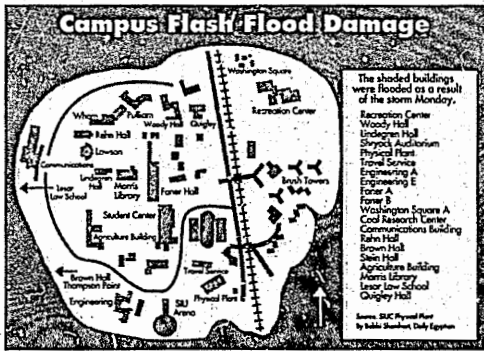 Campus Flash Flood Damage
Washington Square
Recreation Center
Wham
Pulliam
Woody Hall
Quigley
Rehn Hall
Lawson
Communications
Lindegren
Hall
Morris
Library
Faner Hall
Brush Towers
Lesar
Law School
Student Center
Agriculture Building
Brown Hall
Thompson Point
Travel Service
Physical Plant
Engineering
SIU
Arena
N
The shaded buildings
were flooded as a result
of the storm Monday.
Recreation Center
Woody Hall
Lindegren Hall
Shryock Auditorium
Physical Plant
Travel Service
Engineering A
Engineering E
Faner A
Faner B
Washington Square A
Coal Research Center
Communications Building
Rehn Hall
Brown Hall
Stein Hall
Agriculture Building
Morris Library
Lesar Law School
Quigley Hall
Source: SIUC Physical Plant
By Bobbi Shamhart, Daily Egyptian